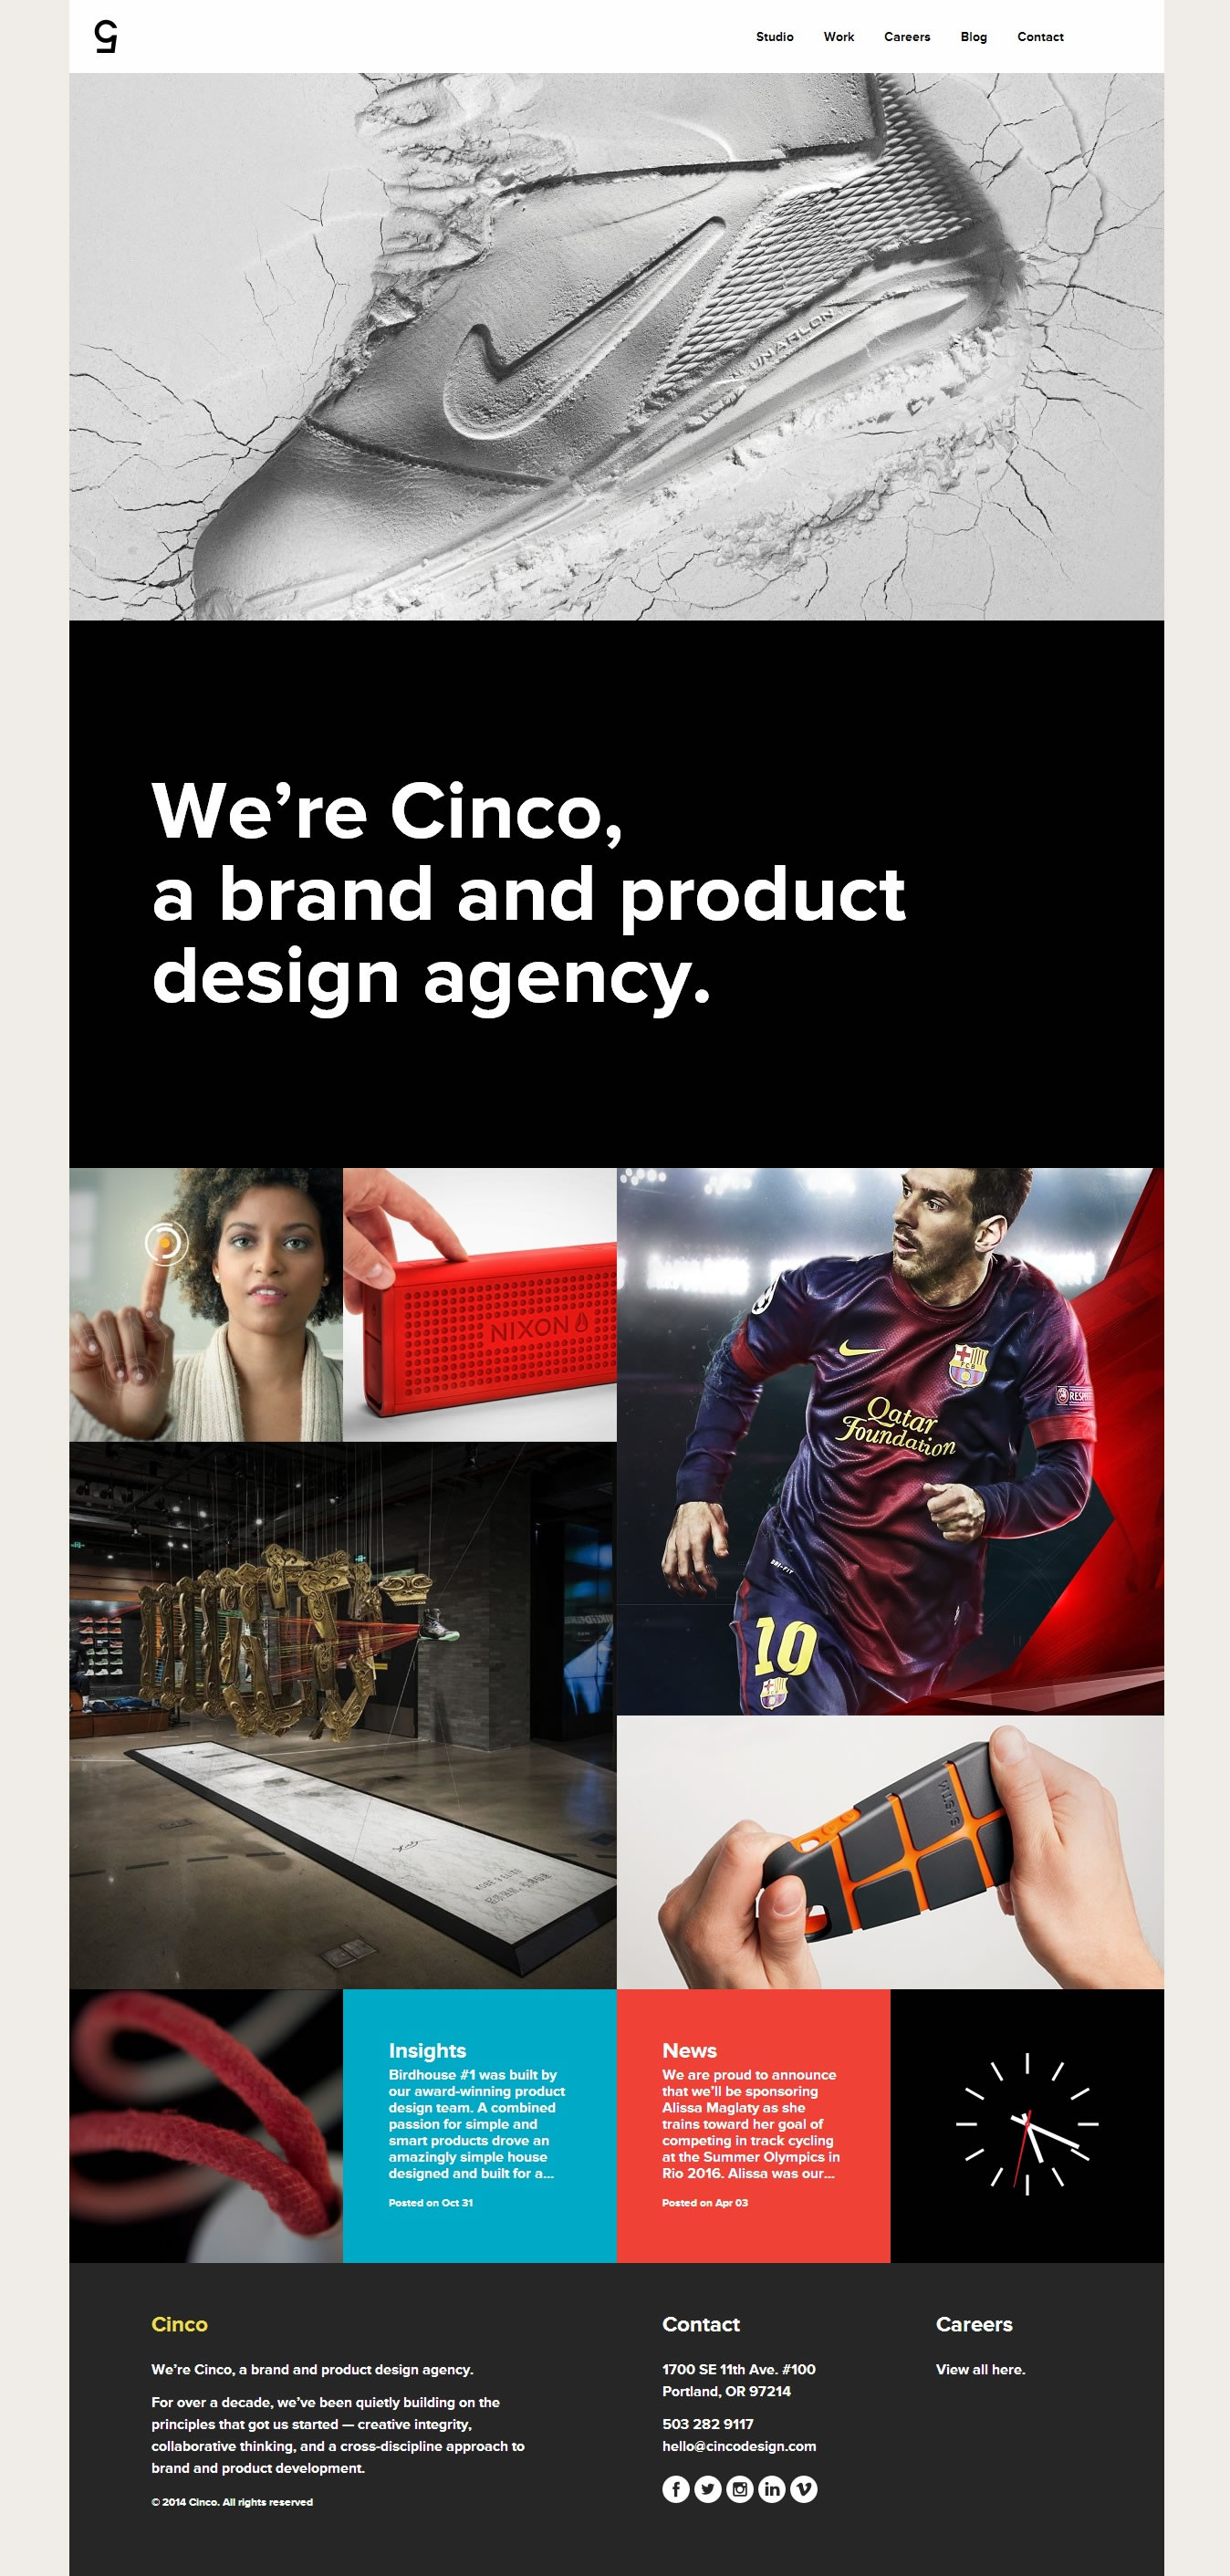 Studio Work Careers Blog Contact
LUNARLON
We’re Cinco,
a brand and product
design agency.
NIXON
FCB
RESPECT
Qatar
Foundation
DRI-FIT
10
Insights
Birdhouse #1 was built by
our award-winning product
design team. A combined
passion for simple and
smart products drove an
amazingly simple house
designed and built for a...
Posted on Oct 31
News
We are proud to announce
that we’ll be sponsoring
Alissa Maglaty as she
trains toward her goal of
competing in track cycling
at the Summer Olympics in
Rio 2016. Alissa was our...
Posted on Apr 03
Cinco
We’re Cinco, a brand and product design agency.
For over a decade, we’ve been quietly building on the
principles that got us started — creative integrity,
collaborative thinking, and a cross-discipline approach to
brand and product development.
© 2014 Cinco. All rights reserved
Contact
1700 SE 11th Ave. #100
Portland, OR 97214
503 282 9117
hello@cincodesign.com
Careers
View all here.